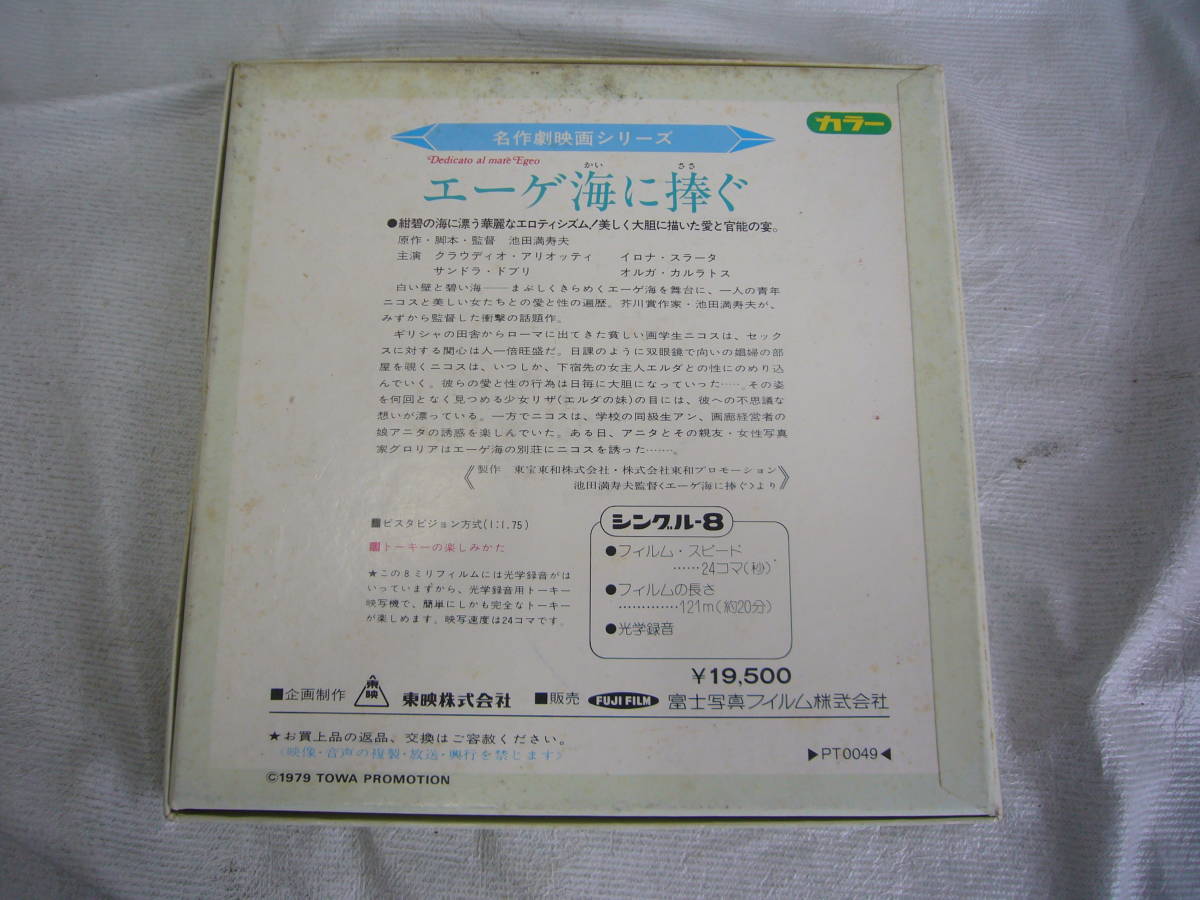 カラー
名作劇映画シリーズ
Dedicato al mare Egeo
かい ささ
エーゲ海に捧ぐ
●紺碧の海に漂う華麗なエロティシズム!美しく大胆に描いた愛と官能の宴。
原作・脚本・監督 池田満寿夫
主演 クラウディオ・アリオッティ イロナ・スラータ
サンドラ・ドブリ オルガ・カルラトス
白い壁と碧い海――まぶしくきらめくエーゲ海を舞台に、一人の青年
ニコスと美しい女たちとの愛と性の遍歴。芥川賞作家・池田満寿夫が、
みずから監督した衝撃の話題作。
ギリシャの田舎からローマに出てきた貧しい画学生ニコスは、セック
スに対する関心は人一倍旺盛だ。日課のように双眼鏡で向いの娼婦の部
屋を覗くニコスは、いつしか、下宿先の女主人エルダとの性にのめり込
んでいく。彼らの愛と性の行為は日毎に大胆になっていった……。その姿
を何回となく見つめる少女リザ(エルダの妹)の目には、彼への不思議な
想いが漂っている。一方でニコスは、学校の同級生アン、画廊経営者の
娘アニタの誘惑を楽しんでいた。ある日、アニタとその親友・女性写真
家グロリアはエーゲ海の別荘にニコスを誘った…….
《製作 東宝東和株式会社・株式会社東和プロモーション
池田満寿夫監督<エーゲ海に捧ぐ>より》
■ビスタビジョン方式(1:1.75)
■トーキーの楽しみかた
★この8ミリフィルムには光学録音がは
いっていますから、光学録音用トーキー
映写機で、簡単にしかも完全なトーキー
が楽しめます。映写速度は24コマです。
シングル-8
●フィルム・スピード
……24コマ(秒)
●フィルムの長さ
…………121m(約20分)
●光学録音
¥19,500
■企画制作 東映 東映株式会社 ■販売 FUJI FILM 富士写真フイルム株式会社
★お買上品の返品、交換はご容赦ください。
《映像・音声の複製・放送・興行を禁じます》
▶PT0049◀
©1979 TOWA PROMOTION